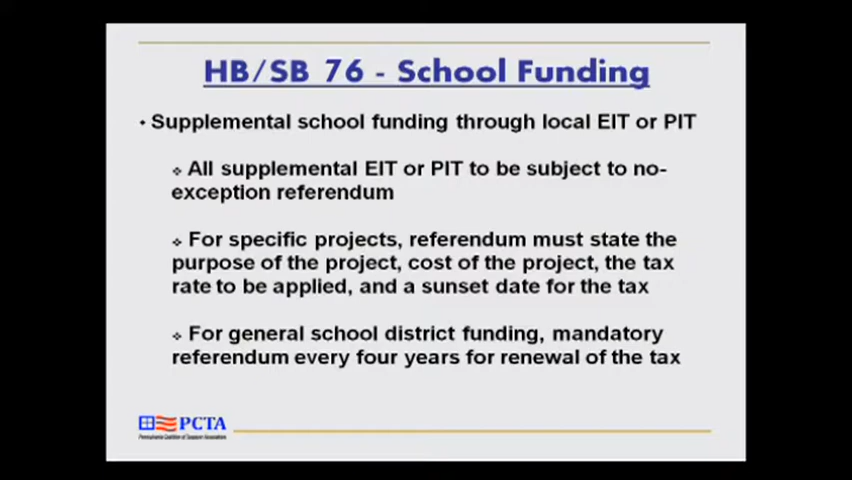 HB/SB 76 - School Funding
• Supplemental school funding through local EIT or PIT
❖ All supplemental EIT or PIT to be subject to no-
exception referendum
❖ For specific projects, referendum must state the
purpose of the project, cost of the project, the tax
rate to be applied, and a sunset date for the tax
❖ For general school district funding, mandatory
referendum every four years for renewal of the tax
PCTA
Pennsylvania Coalition of Taxpayer Associations